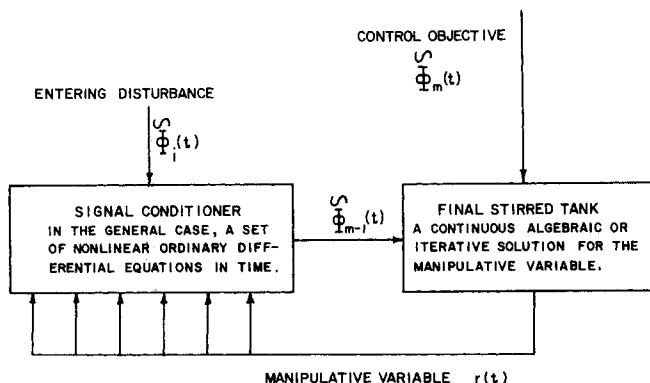 CONTROL OBJECTIVE
Φ̃m(t)
ENTERING DISTURBANCE
Φ̃i(t)
SIGNAL CONDITIONER
IN THE GENERAL CASE, A SET
OF NONLINEAR ORDINARY DIFF-
ERENTIAL EQUATIONS IN TIME.
Φ̃m-1(t)
FINAL STIRRED TANK
A CONTINUOUS ALGEBRAIC OR
ITERATIVE SOLUTION FOR THE
MANIPULATIVE VARIABLE.
MANIPULATIVE VARIABLE r(t)